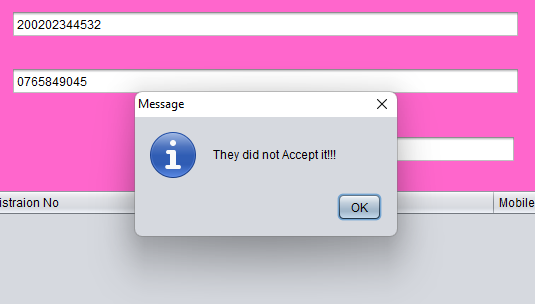 200202344532
0765849045
Message
They did not Accept it!!!
OK
istraion No
Mobile